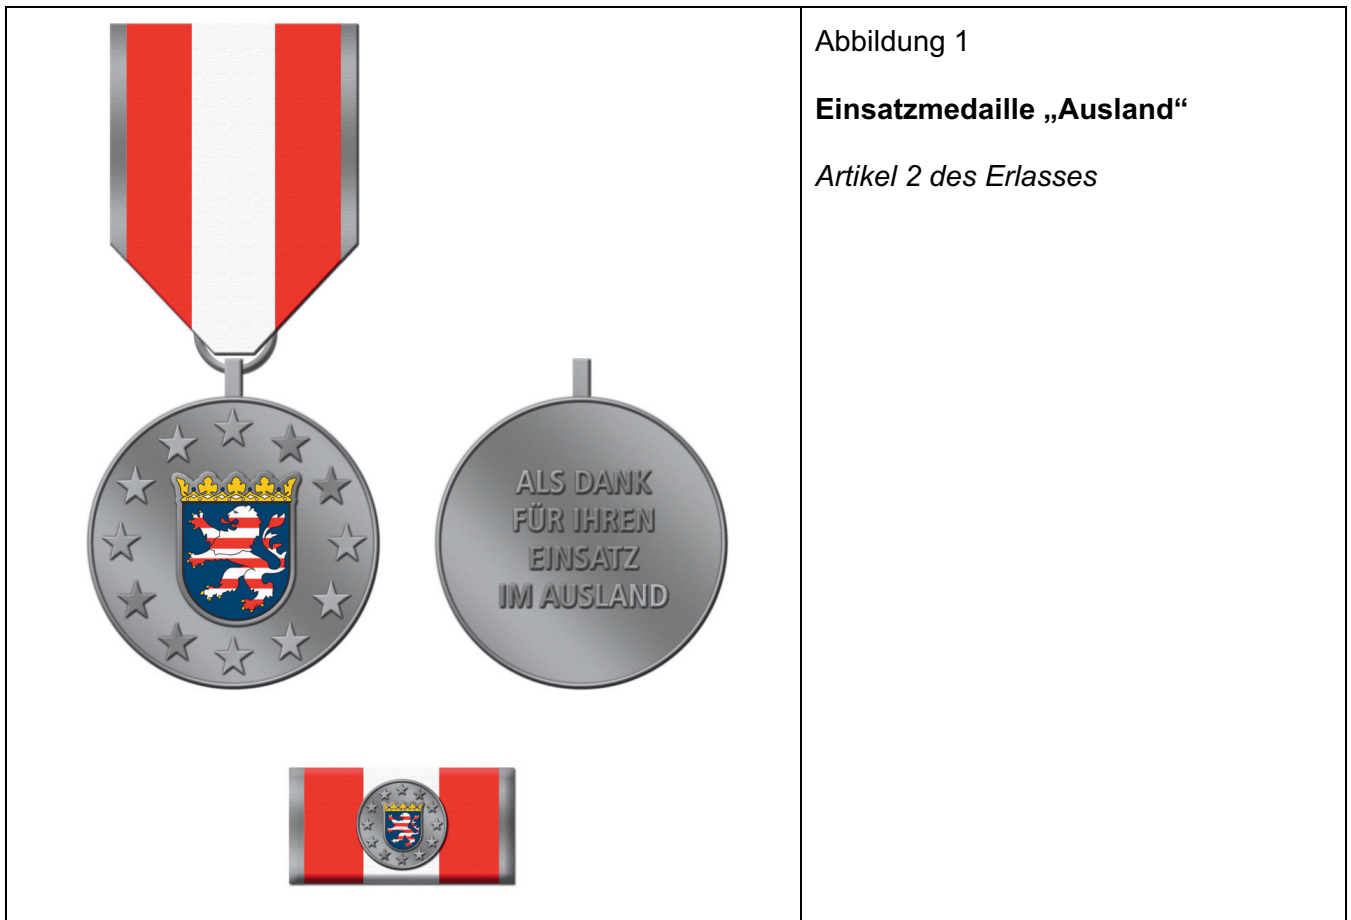 Abbildung 1
Einsatzmedaille „Ausland“
Artikel 2 des Erlasses
ALS DANK
FÜR IHREN
EINSATZ
IM AUSLAND